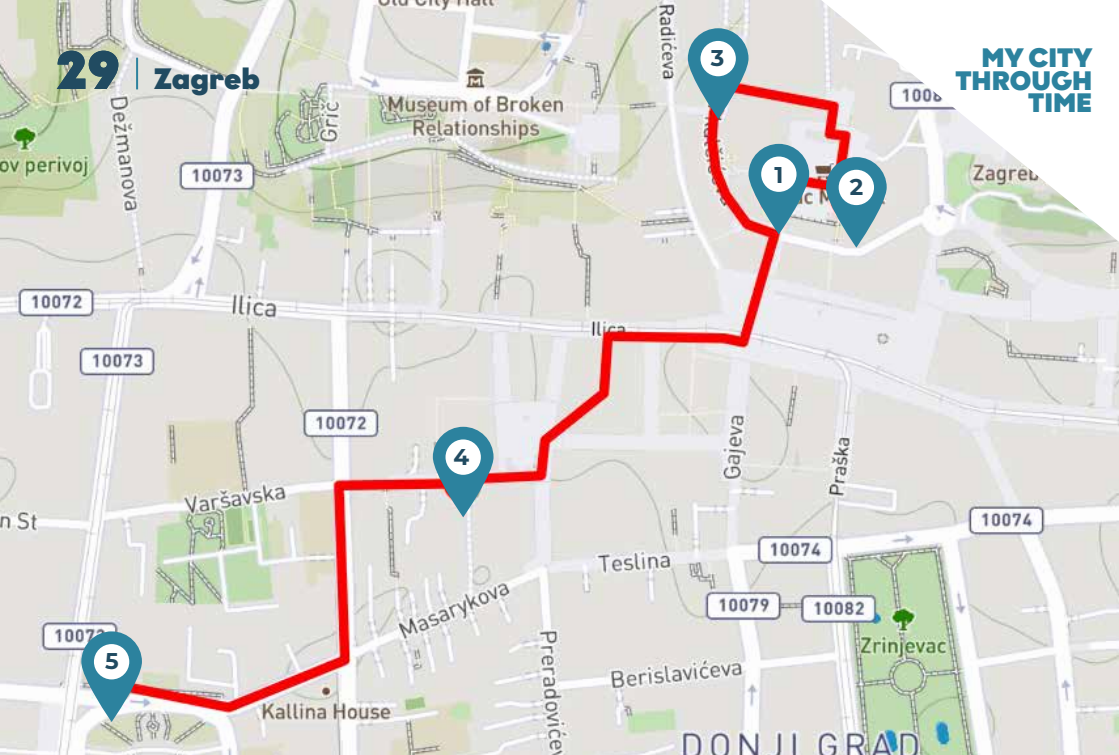 Old City Hall
29 | Zagreb
MY CITY
THROUGH
TIME
Radićeva
3
Museum of Broken
Relationships
Grič
Dežmanova
ov perivoj
10073
1
2
Zagreb
10072
Ilica
Ilica
10073
10072
4
Gajeva
Praška
Varšavska
n St
10074
10074
Teslina
Masarykova
10079
10082
Zrinjevac
5
Preradovićev
Berislavićeva
Kallina House
DONJI GRAD